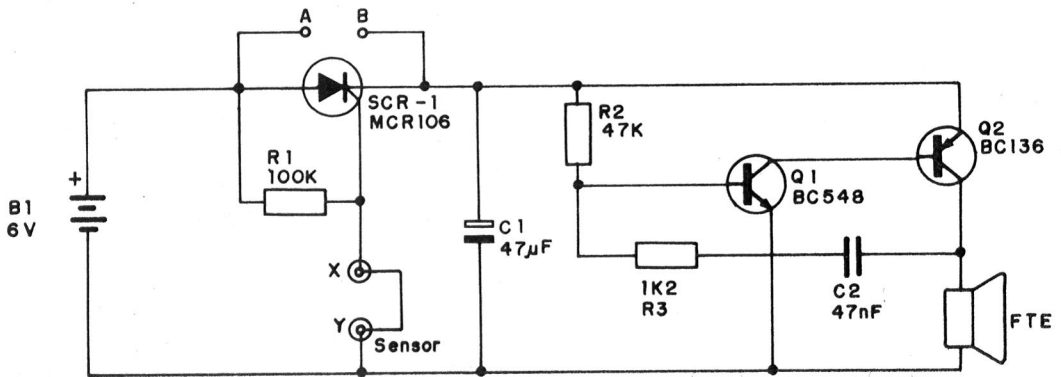 A
B
SCR-1
MCR106
R1
100K
+
B1
6V
X
Y
Sensor
C1
47µF
R2
47K
Q1
BC548
Q2
BC136
1K2
R3
C2
47nF
FTE